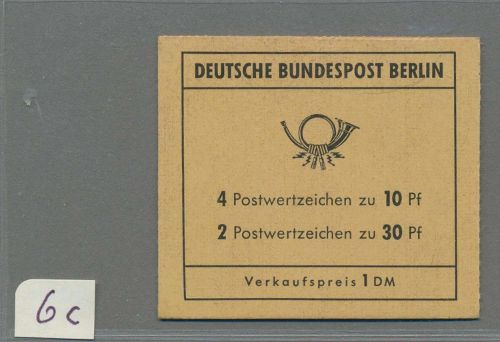 DEUTSCHE BUNDESPOST BERLIN
4 Postwertzeichen zu 10 Pf
2 Postwertzeichen zu 30 Pf
Verkaufspreis 1 DM
6c